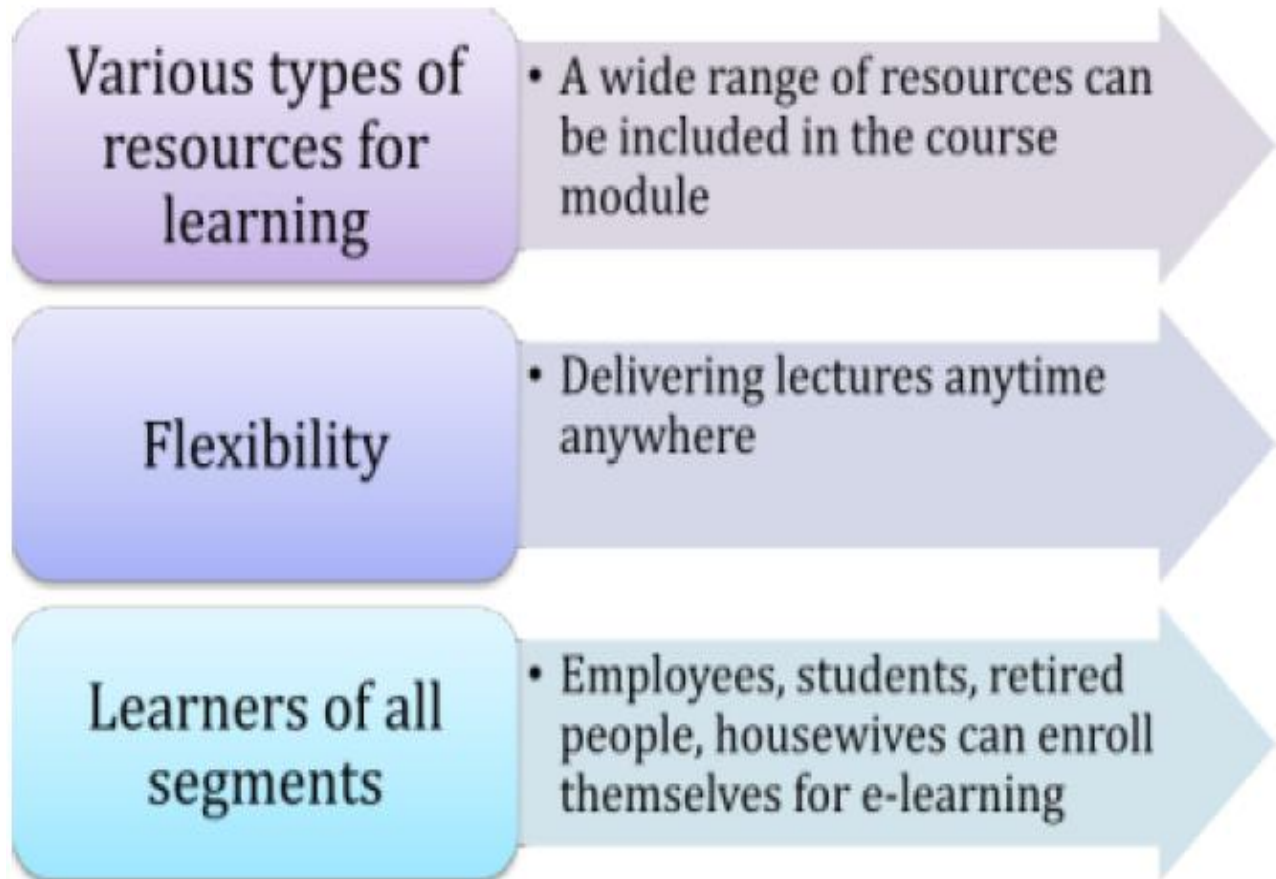 Various types of
resources for
learning
• A wide range of resources can
be included in the course
module
Flexibility
• Delivering lectures anytime
anywhere
Learners of all
segments
• Employees, students, retired
people, housewives can enroll
themselves for e-learning